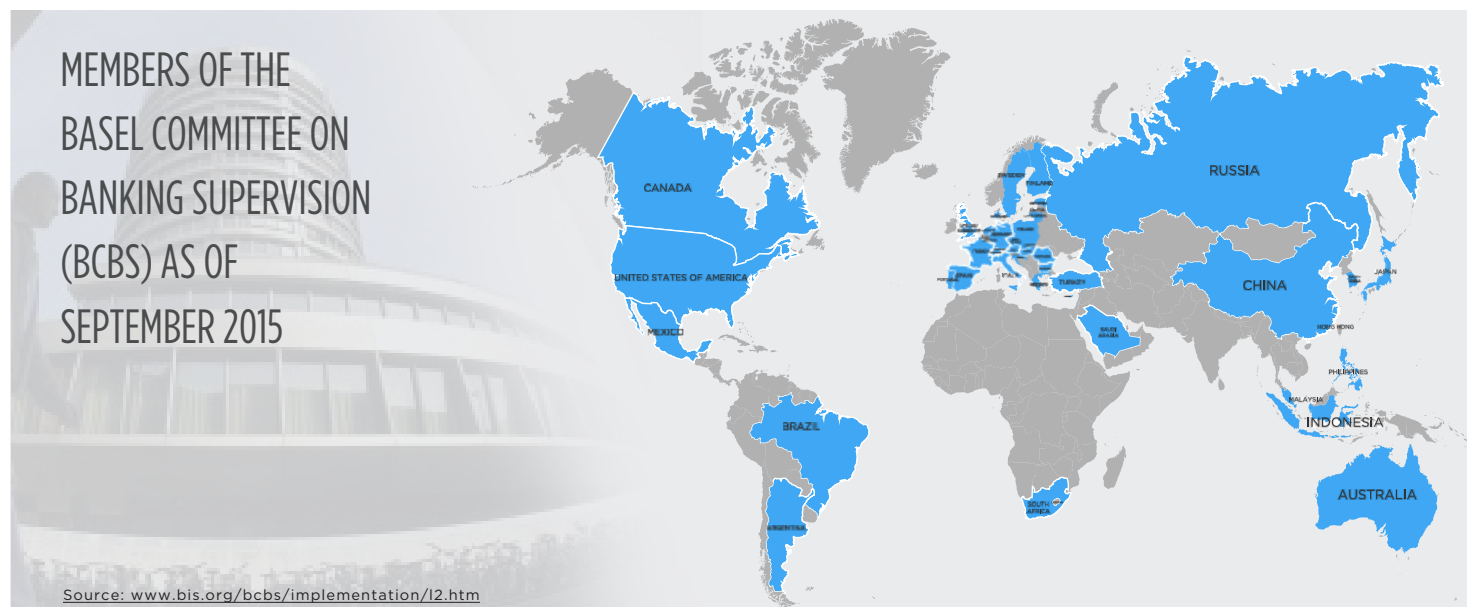 MEMBERS OF THE
BASEL COMMITTEE ON
BANKING SUPERVISION
(BCBS) AS OF
SEPTEMBER 2015
RUSSIA
SWEDEN
FINLAND
CANADA
POLAND
UNITED STATES OF AMERICA
PORTUGAL
SPAIN
ITALY
TURKEY
CHINA
JAPAN
MEXICO
SAUDI
ARABIA
HONG KONG
PHILIPPINES
MALAYSIA
INDONESIA
BRAZIL
AUSTRALIA
SOUTH
AFRICA
ARGENTINA
Source: www.bis.org/bcbs/implementation/l2.htm